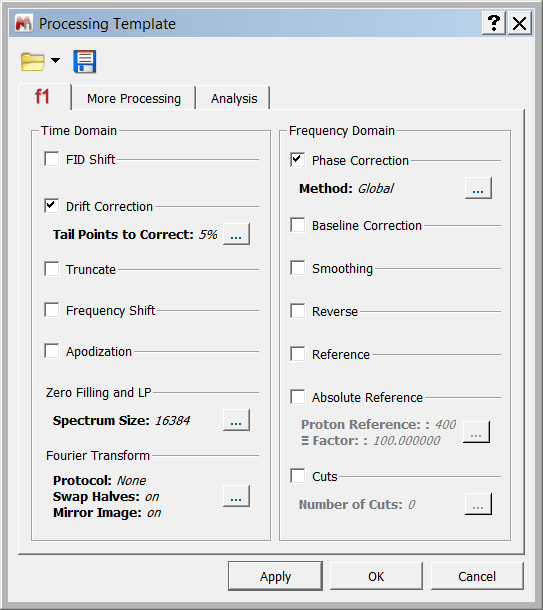 Processing Template
f1
More Processing
Analysis
Time Domain
FID Shift
Drift Correction
Tail Points to Correct: 5%
...
Truncate
Frequency Shift
Apodization
Zero Filling and LP
Spectrum Size: 16384
...
Fourier Transform
Protocol: None
Swap Halves: on
...
Mirror Image: on
Frequency Domain
Phase Correction
Method: Global
...
Baseline Correction
Smoothing
Reverse
Reference
Absolute Reference
Proton Reference: : 400
Ξ Factor: : 100.000000
...
Cuts
Number of Cuts: 0
...
Apply
OK
Cancel